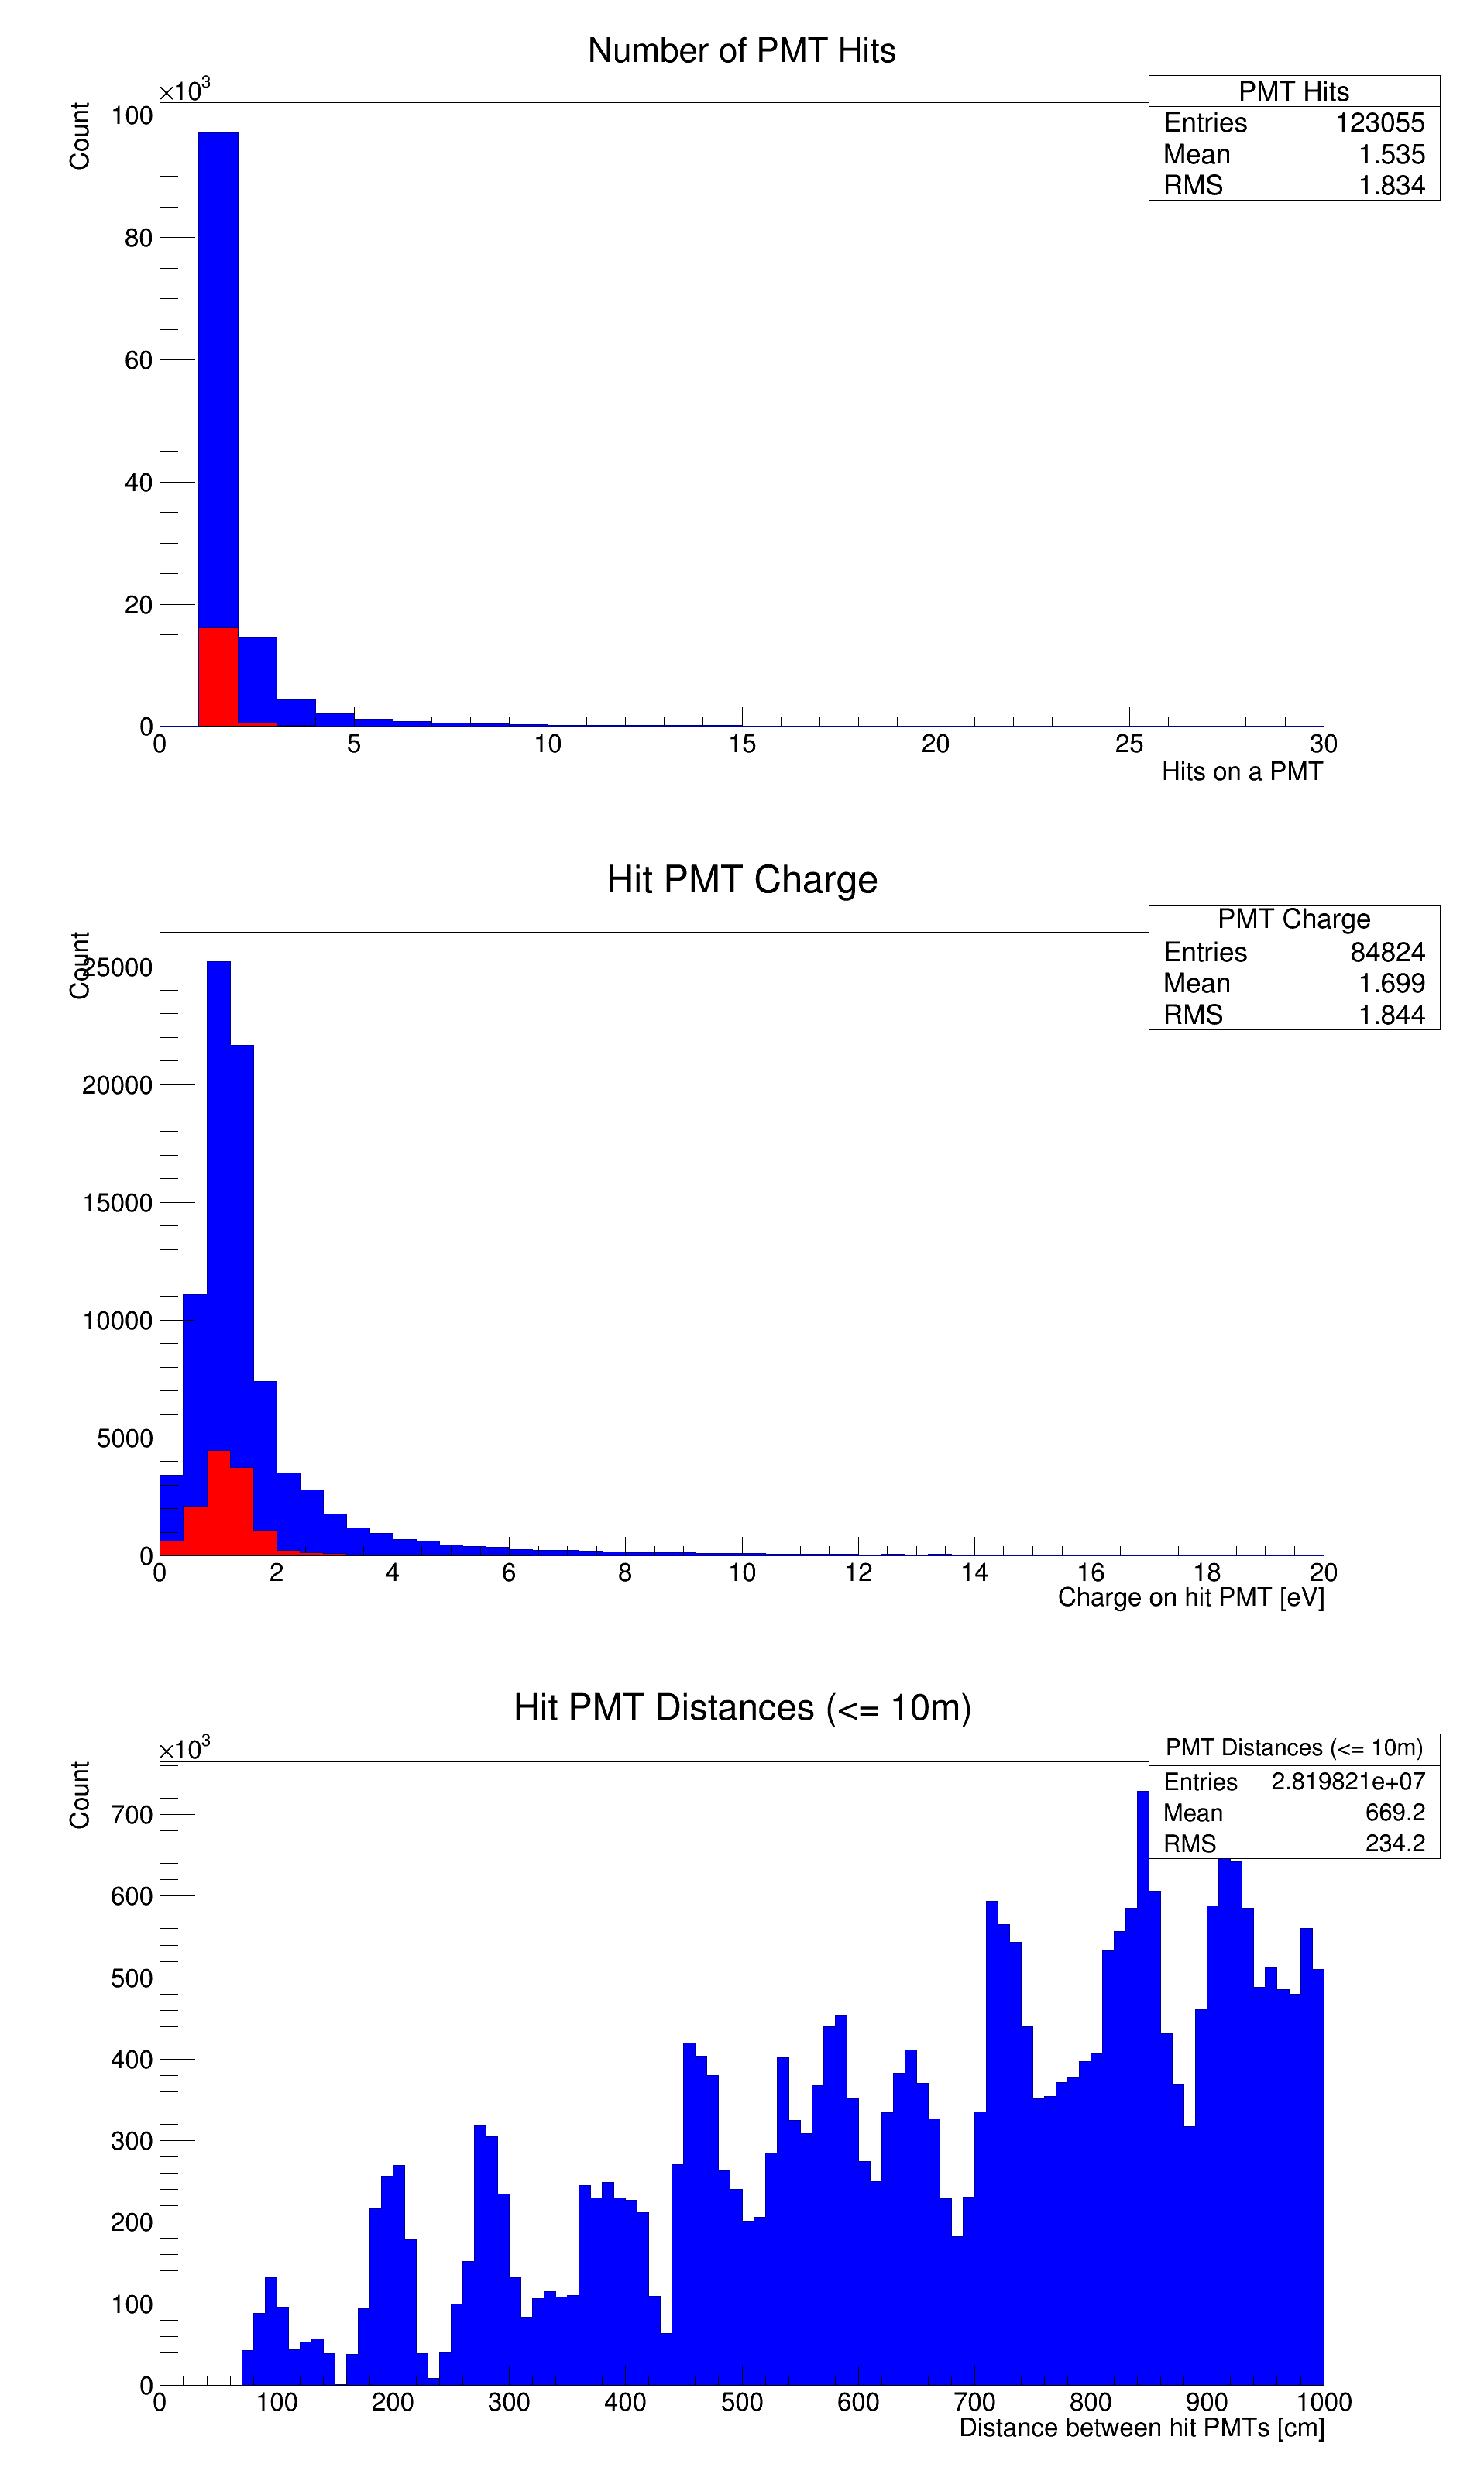 Number of PMT Hits
×10³
Count
PMT Hits
Entries 123055
Mean 1.535
RMS 1.834
100
80
60
40
20
0
0 5 10 15 20 25 30
Hits on a PMT
Hit PMT Charge
Count
PMT Charge
Entries 84824
Mean 1.699
RMS 1.844
25000
20000
15000
10000
5000
0
0 2 4 6 8 10 12 14 16 18 20
Charge on hit PMT [eV]
Hit PMT Distances (<= 10m)
×10³
Count
PMT Distances (<= 10m)
Entries 2.819821e+07
Mean 669.2
RMS 234.2
700
600
500
400
300
200
100
0
0 100 200 300 400 500 600 700 800 900 1000
Distance between hit PMTs [cm]